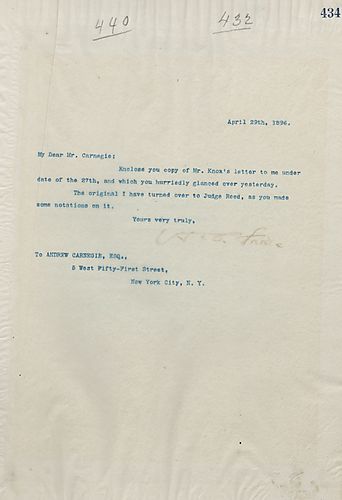 440 432 434
April 29th, 1896.
My Dear Mr. Carnegie:
Enclose you copy of Mr. Knox's letter to me under
date of the 27th, and which you hurriedly glanced over yesterday.
The original I have turned over to Judge Reed, as you made
some notations on it.
Yours very truly,
To ANDREW CARNEGIE, ESQ.,
5 West Fifty-First Street,
New York City, N. Y.